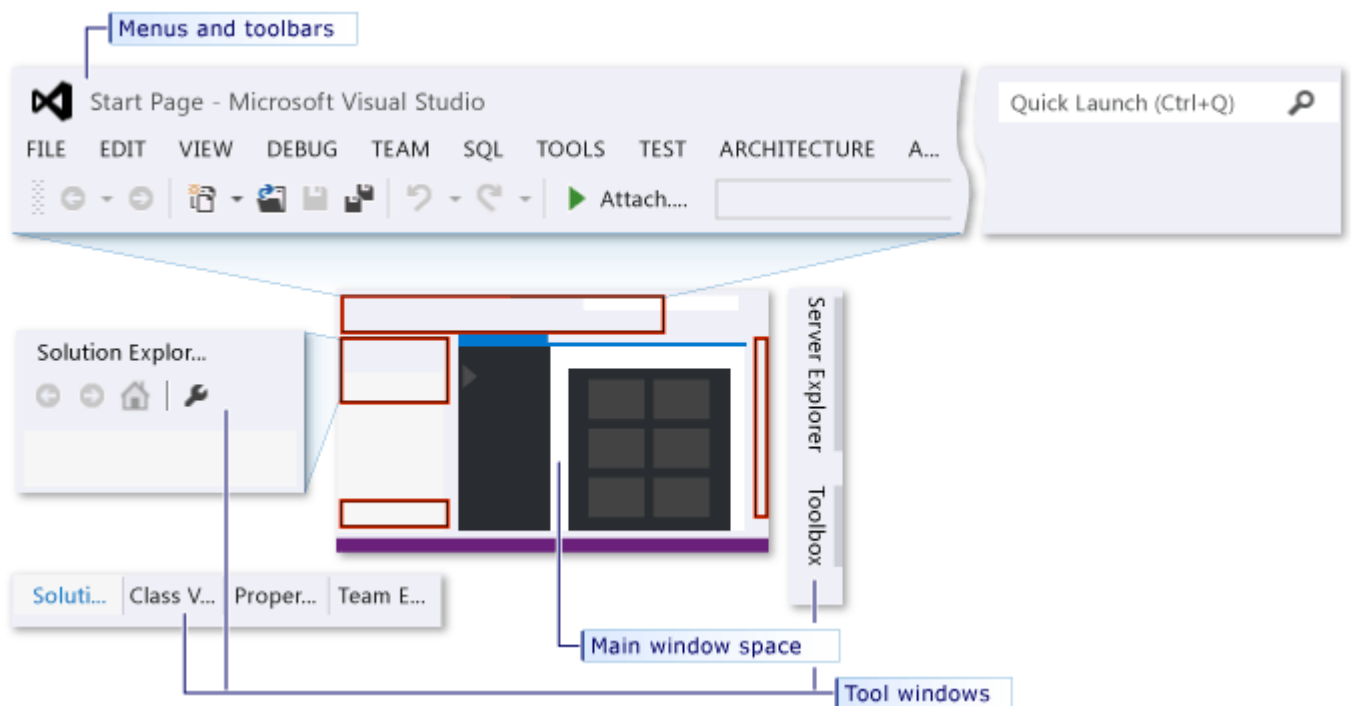 Menus and toolbars
Start Page - Microsoft Visual Studio
Quick Launch (Ctrl+Q)
FILE EDIT VIEW DEBUG TEAM SQL TOOLS TEST ARCHITECTURE A...
Attach....
Solution Explor...
Server Explorer
Toolbox
Soluti... Class V... Proper... Team E...
Main window space
Tool windows